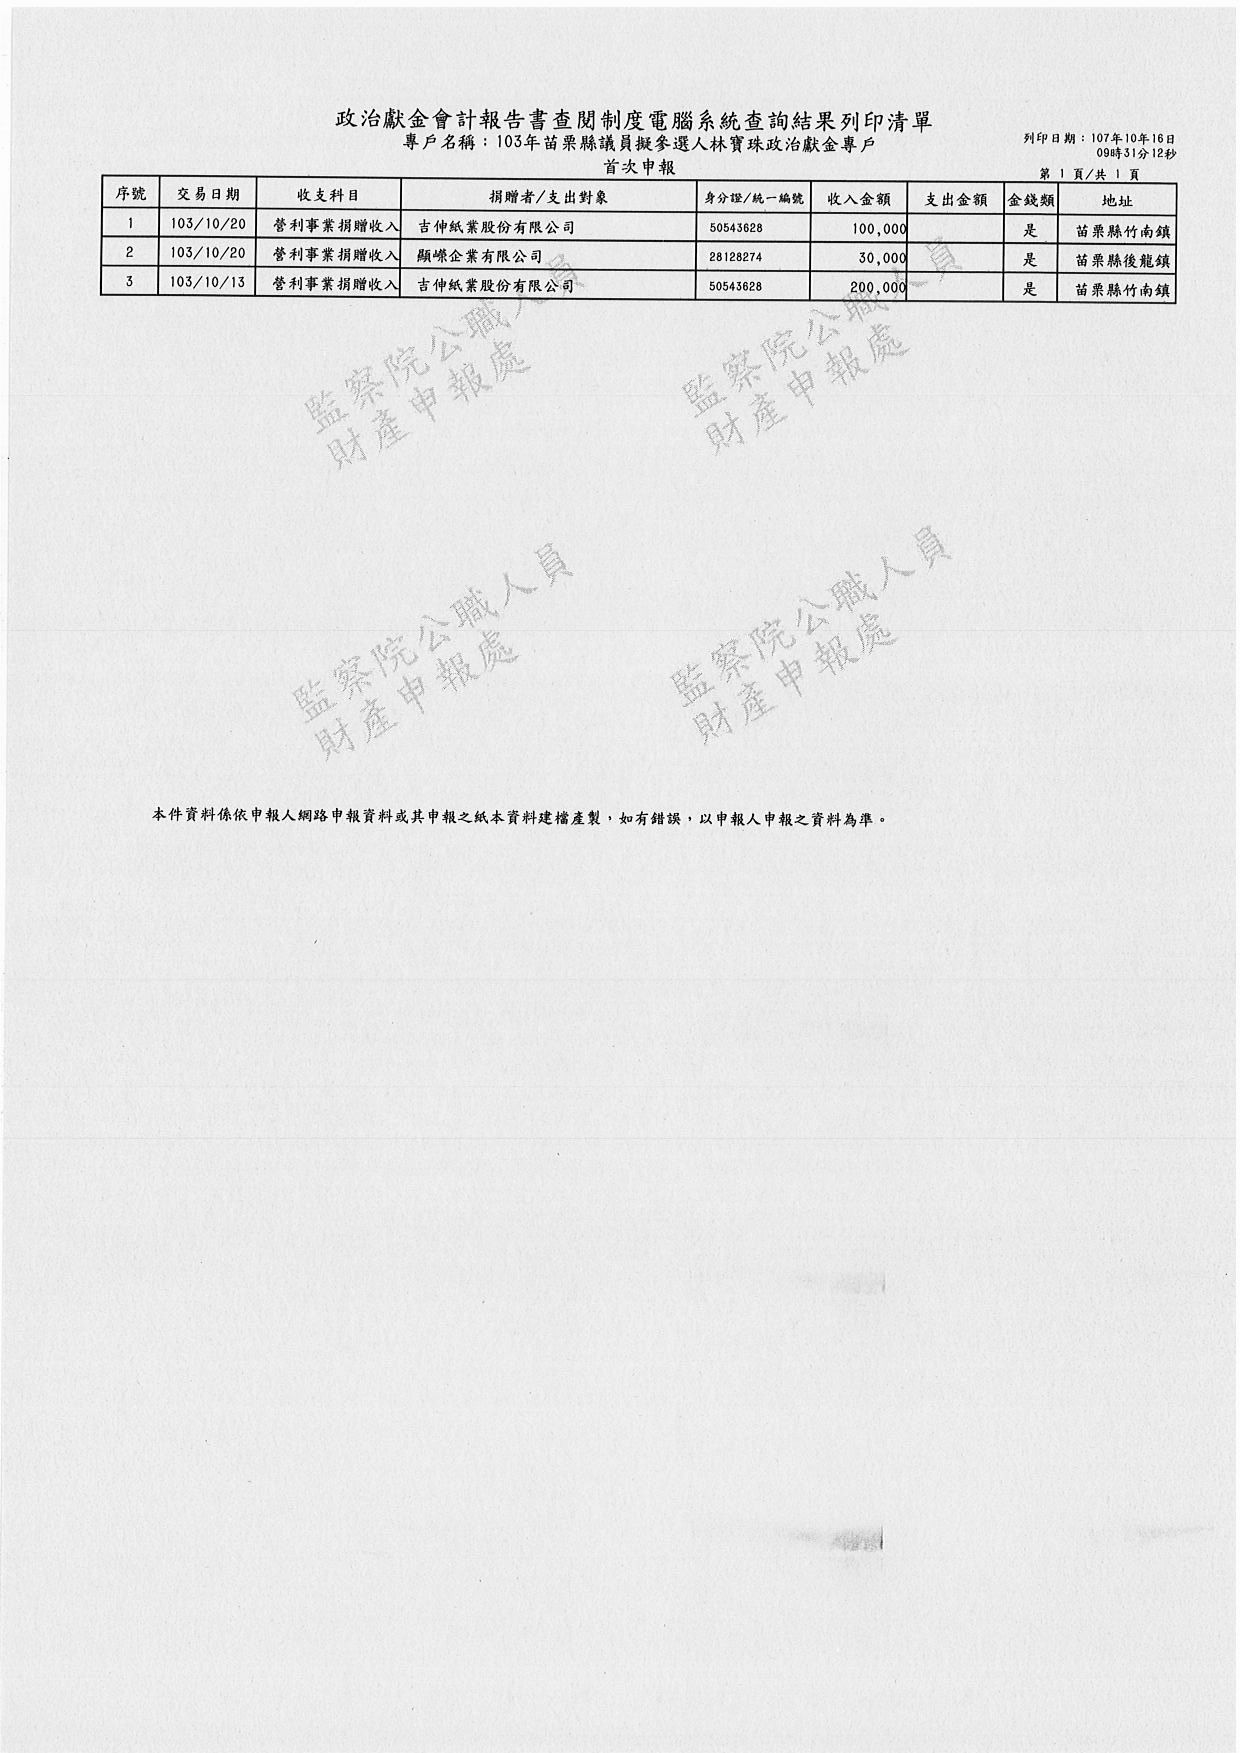 政治獻金會計報告書查閱制度電腦系統查詢結果列印清單
專戶名稱：103年苗栗縣議員擬參選人林寶珠政治獻金專戶
首次申報
列印日期：107年10年16日
09時31分12秒
第 1 頁/共 1 頁
序號 交易日期 收支科目 捐贈者/支出對象 身分證/統一編號 收入金額 支出金額 金錢類 地址
1 103/10/20 營利事業捐贈收入 吉伸紙業股份有限公司 50543628 100,000 是 苗栗縣竹南鎮
2 103/10/20 營利事業捐贈收入 顯嶸企業有限公司 28128274 30,000 是 苗栗縣後龍鎮
3 103/10/13 營利事業捐贈收入 吉伸紙業股份有限公司 50543628 200,000 是 苗栗縣竹南鎮
監察院公職人員
財產申報處
監察院公職人員
財產申報處
監察院公職人員
財產申報處
監察院公職人員
財產申報處
本件資料係依申報人網路申報資料或其申報之紙本資料建檔產製，如有錯誤，以申報人申報之資料為準。